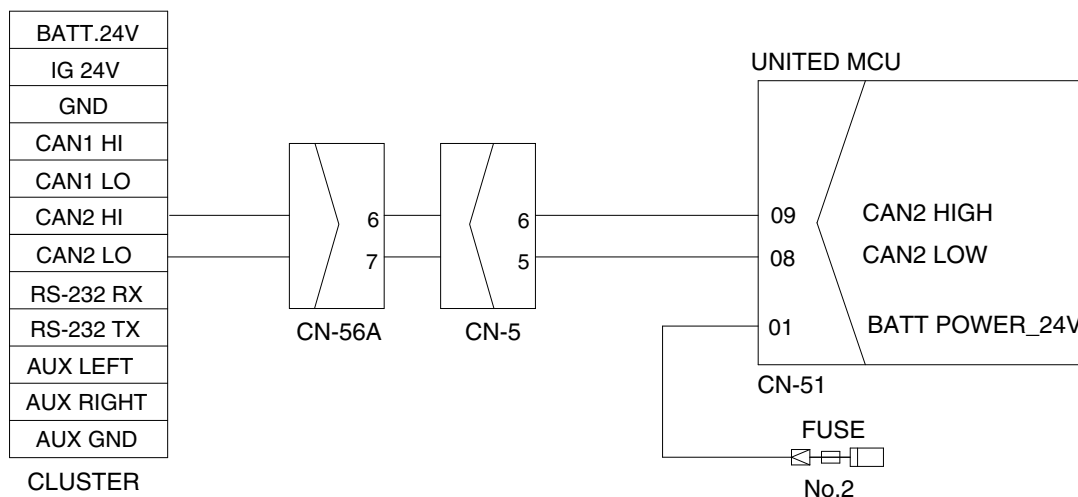 BATT.24V
IG 24V
GND
CAN1 HI
CAN1 LO
CAN2 HI
CAN2 LO
RS-232 RX
RS-232 TX
AUX LEFT
AUX RIGHT
AUX GND
CLUSTER
6
7
CN-56A
6
5
CN-5
UNITED MCU
09 CAN2 HIGH
08 CAN2 LOW
01 BATT POWER_24V
CN-51
FUSE
No.2